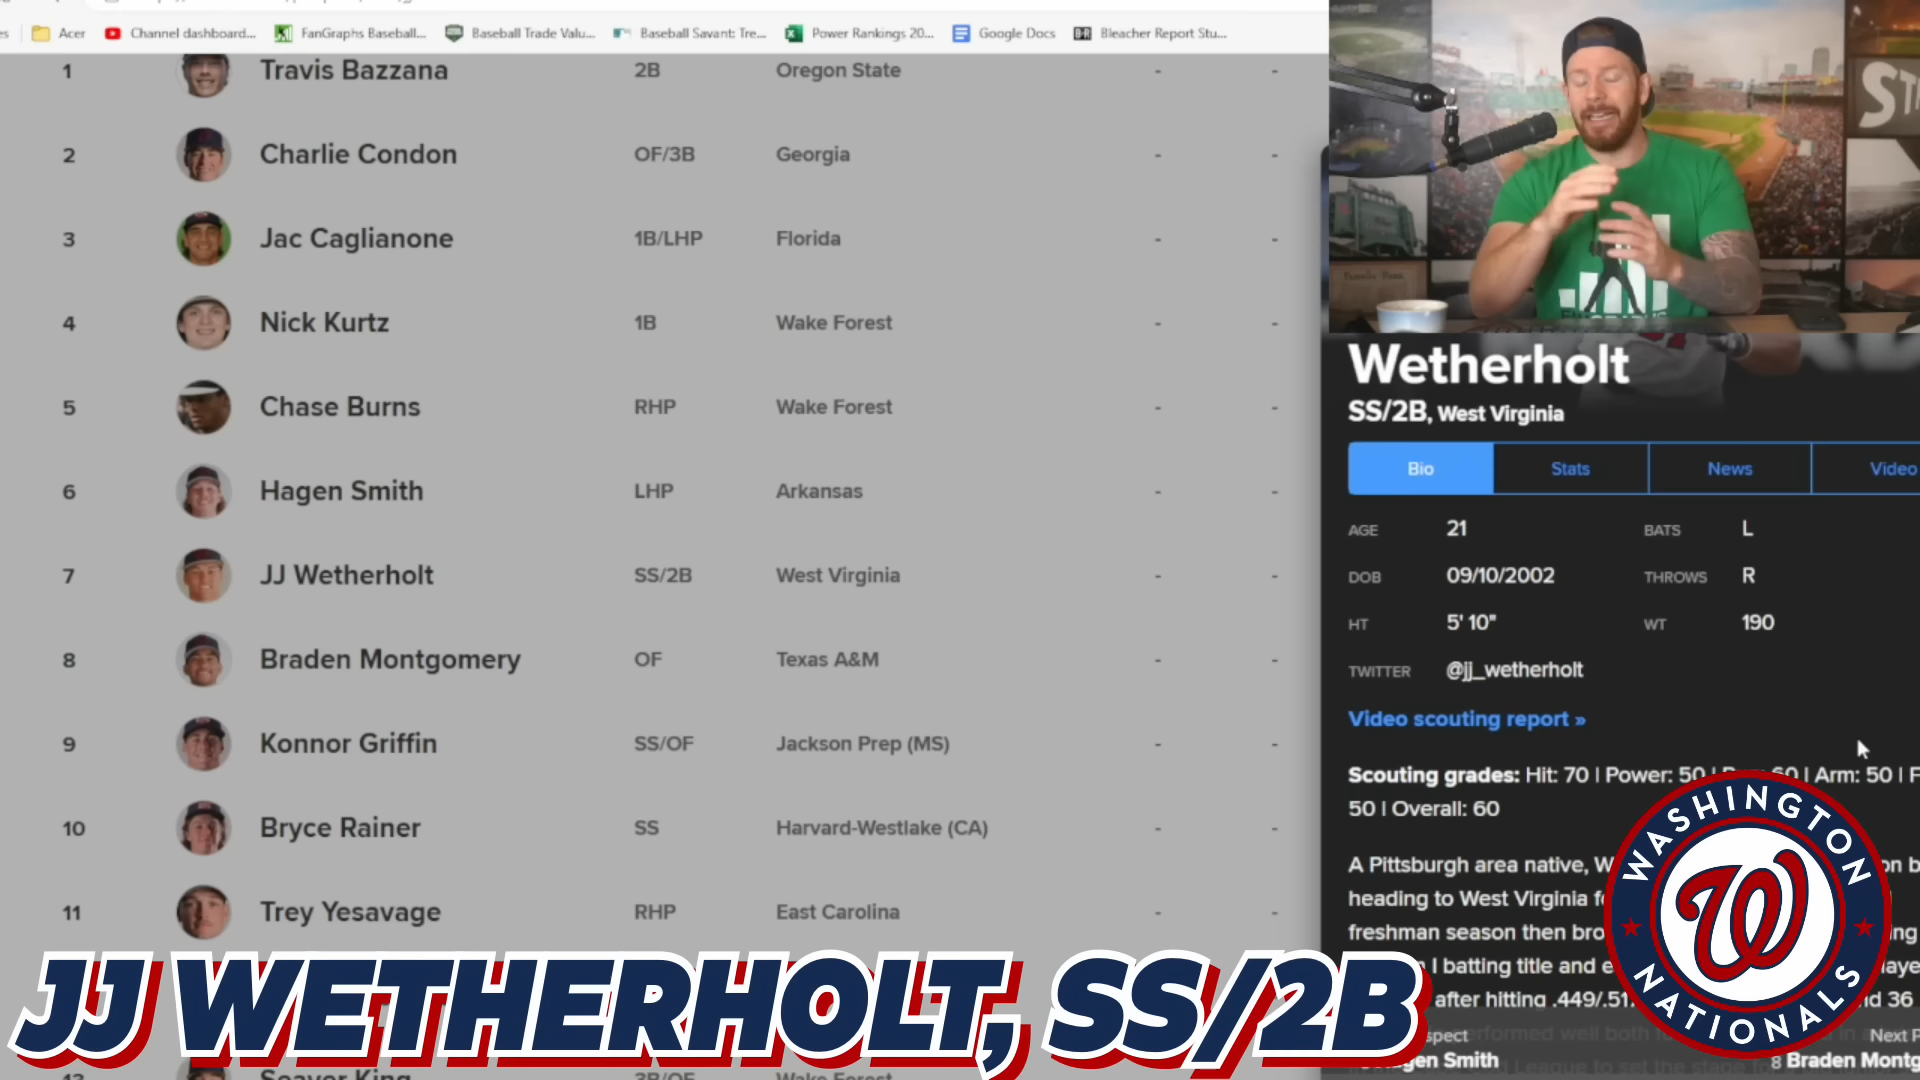 Acer Channel dashboard... FanGraphs Baseball... Baseball Trade Valu... Baseball Savant: Tre... Power Rankings 20... Google Docs Bleacher Report Stu...
1 Travis Bazzana 2B Oregon State - -
2 Charlie Condon OF/3B Georgia - -
3 Jac Caglianone 1B/LHP Florida - -
4 Nick Kurtz 1B Wake Forest - -
5 Chase Burns RHP Wake Forest - -
6 Hagen Smith LHP Arkansas - -
7 JJ Wetherholt SS/2B West Virginia - -
8 Braden Montgomery OF Texas A&M - -
9 Konnor Griffin SS/OF Jackson Prep (MS) - -
10 Bryce Rainer SS Harvard-Westlake (CA) - -
11 Trey Yesavage RHP East Carolina - -
Seaver King 3B/OF Wake Forest
Wetherholt
SS/2B, West Virginia
Bio Stats News Video
AGE 21 BATS L
DOB 09/10/2002 THROWS R
HT 5' 10" WT 190
TWITTER @jj_wetherholt
Video scouting report »
Scouting grades: Hit: 70 | Power: 50 | 60 | Arm: 50 |
50 | Overall: 60
A Pittsburgh area native,
heading to West Virginia
freshman season then
I batting title and
after hitting .449/.51 36
Smith 8 Braden
Next
WASHINGTON
W
NATIONALS
JJ WETHERHOLT, SS/2B